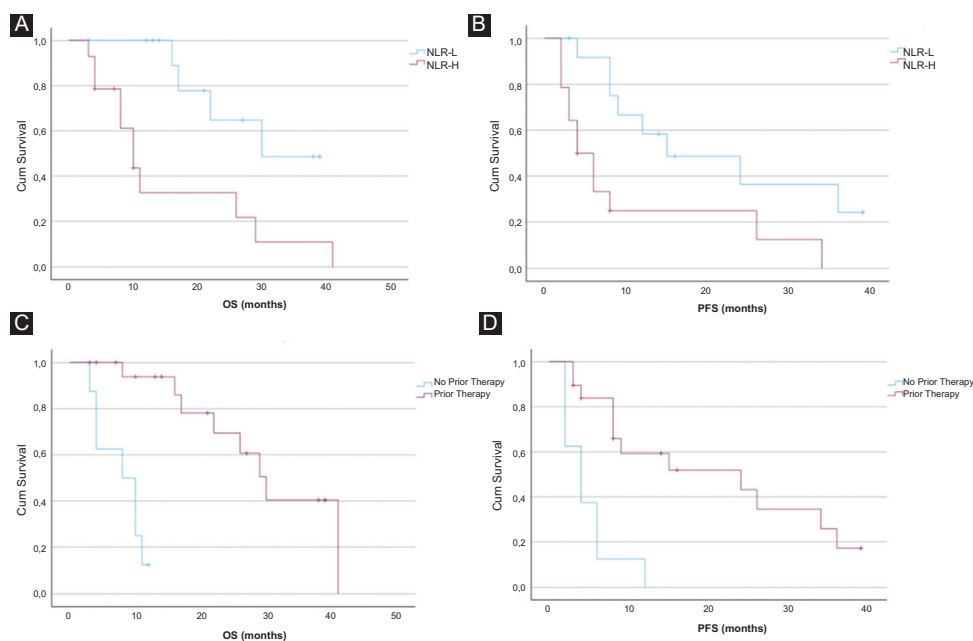 A
1,0
0,8
0,6
0,4
0,2
0,0
Cum Survival
0 10 20 30 40 50
OS (months)
NLR-L
NLR-H
B
1,0
0,8
0,6
0,4
0,2
0,0
Cum Survival
0 10 20 30 40
PFS (months)
NLR-L
NLR-H
C
1,0
0,8
0,6
0,4
0,2
0,0
Cum Survival
0 10 20 30 40 50
OS (months)
No Prior Therapy
Prior Therapy
D
1,0
0,8
0,6
0,4
0,2
0,0
Cum Survival
0 10 20 30 40
PFS (months)
No Prior Therapy
Prior Therapy